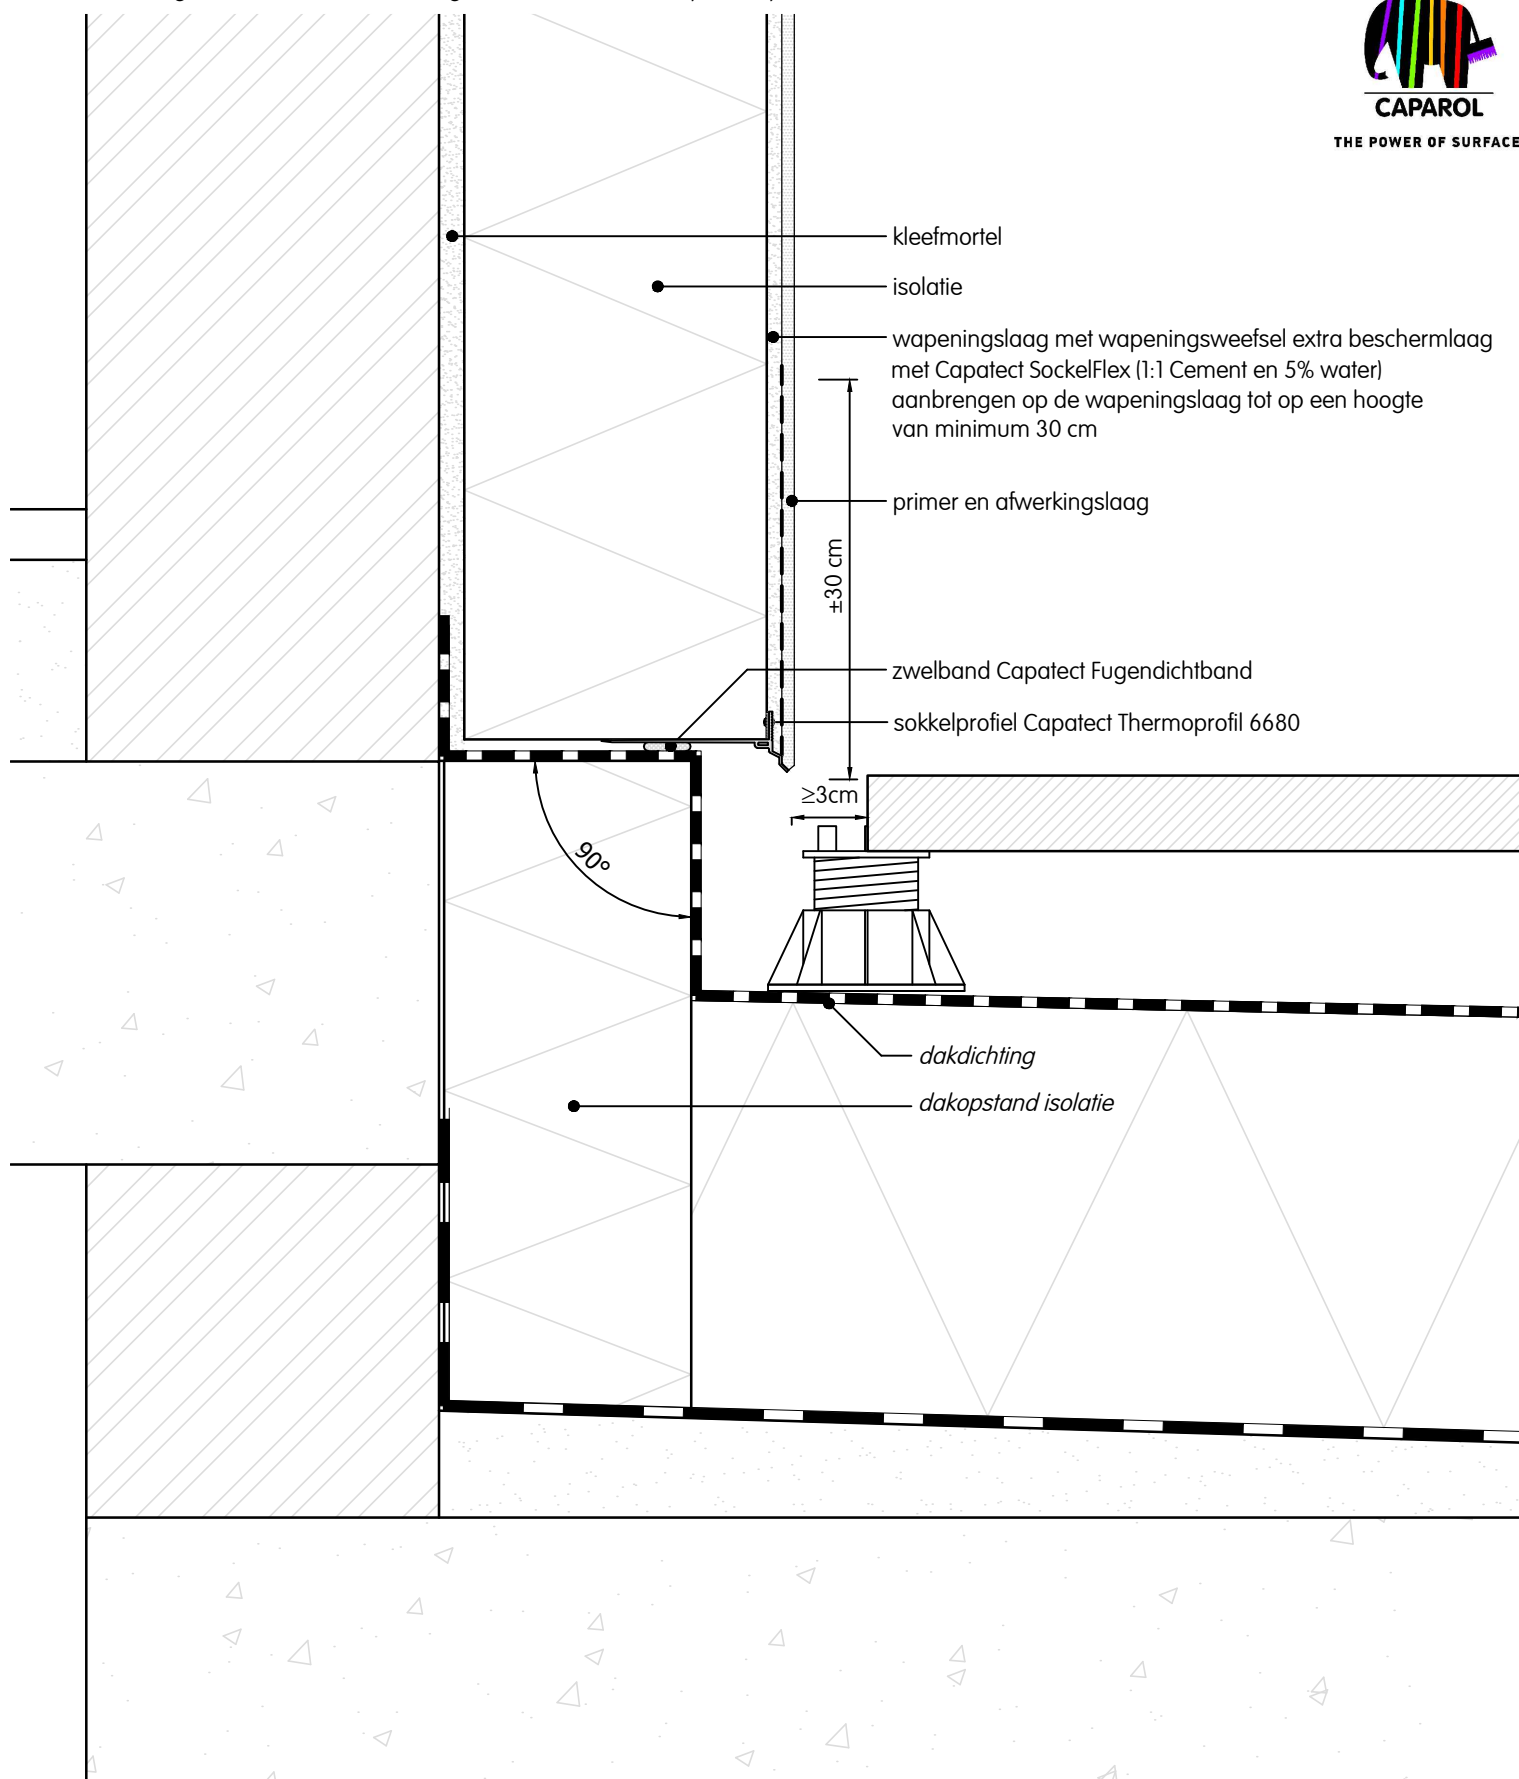 CAPAROL
THE POWER OF SURFACE
kleefmortel
isolatie
wapeningslaag met wapeningsweefsel extra beschermlaag
met Capatect SockelFlex (1:1 Cement en 5% water)
aanbrengen op de wapeningslaag tot op een hoogte
van minimum 30 cm
primer en afwerkingslaag
±30 cm
zwelband Capatect Fugendichtband
sokkelprofiel Capatect Thermoprofil 6680
≥3cm
90°
dakdichting
dakopstand isolatie